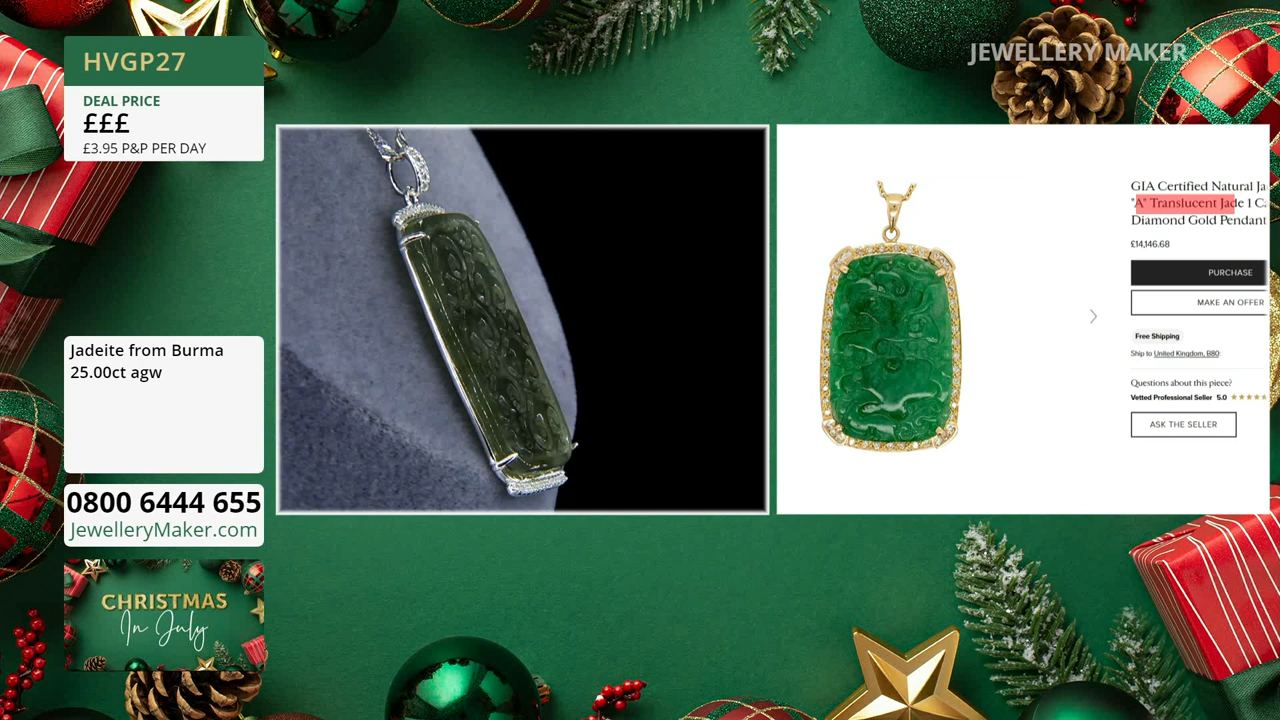 HVGP27
DEAL PRICE
£££
£3.95 P&P PER DAY
JEWELLERY MAKER
Jadeite from Burma
25.00ct agw
0800 6444 655
JewelleryMaker.com
CHRISTMAS
In July
GIA Certified Natural Ja
"A" Translucent Jade 1 C
Diamond Gold Pendant
£14,146.68
PURCHASE
MAKE AN OFFER
Free Shipping
Ship to United Kingdom, B80:
Questions about this piece?
Vetted Professional Seller 5.0 ★★★★★
ASK THE SELLER